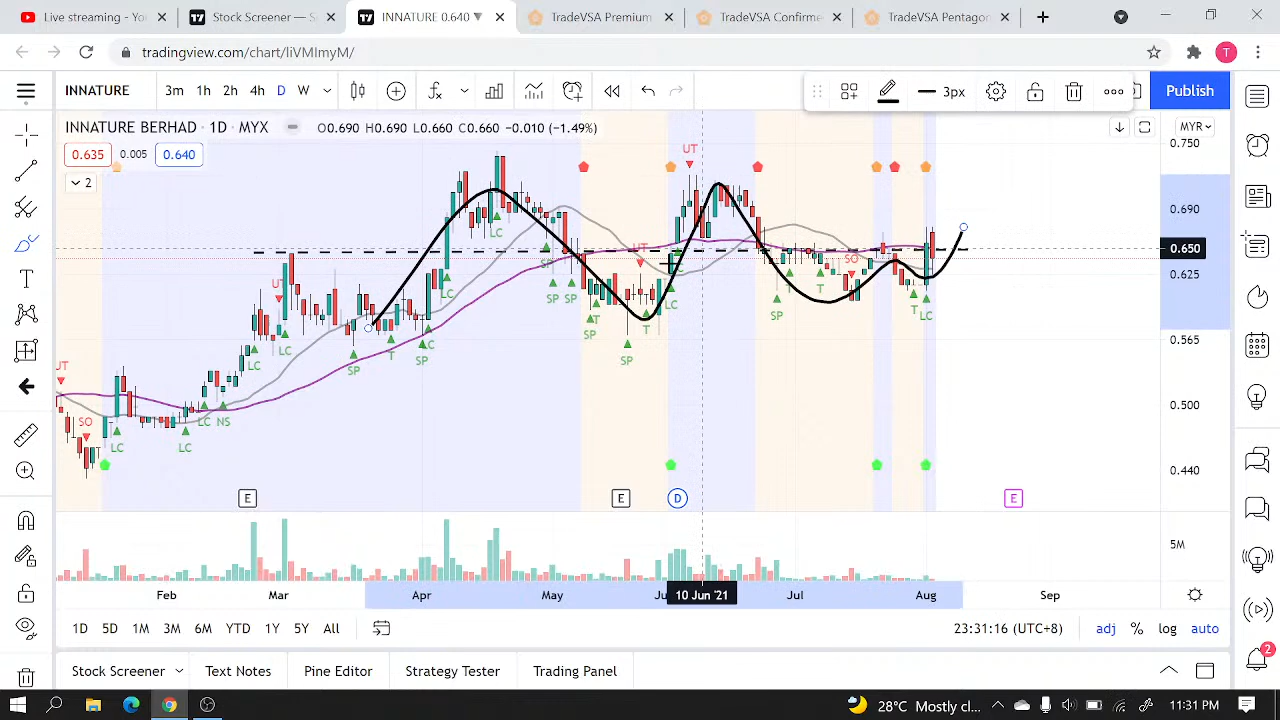 Live streaming - Yo
Stock Screener —
INNATURE 0.640
TradeVSA Premium
TradeVSA Confirme
TradeVSA Pentagor
tradingview.com/chart/IiVMImyM/
T
INNATURE
3m 1h 2h 4h D W
3px
Publish
INNATURE BERHAD · 1D · MYX
O0.690 H0.690 L0.660 C0.660 -0.010 (-1.49%)
MYR
0.635 0.005 0.640
2
0.750
0.690
0.650
0.625
0.565
0.500
0.440
5M
UT
UT
UT
UT
SO
SO
LC
LC
LC
NS
LC
LC
SP
T
SP
LC
LC
LC
SP
SP
SP
SP
T
SP
T
LC
SP
T
T
T
LC
E
E
D
E
Feb Mar Apr May 10 Jun '21 Jul Aug Sep
1D 5D 1M 3M 6M YTD 1Y 5Y All
23:31:16 (UTC+8) adj % log auto
Stock Screener Text Notes Pine Editor Strategy Tester Trading Panel
2
28°C Mostly cl... 11:31 PM